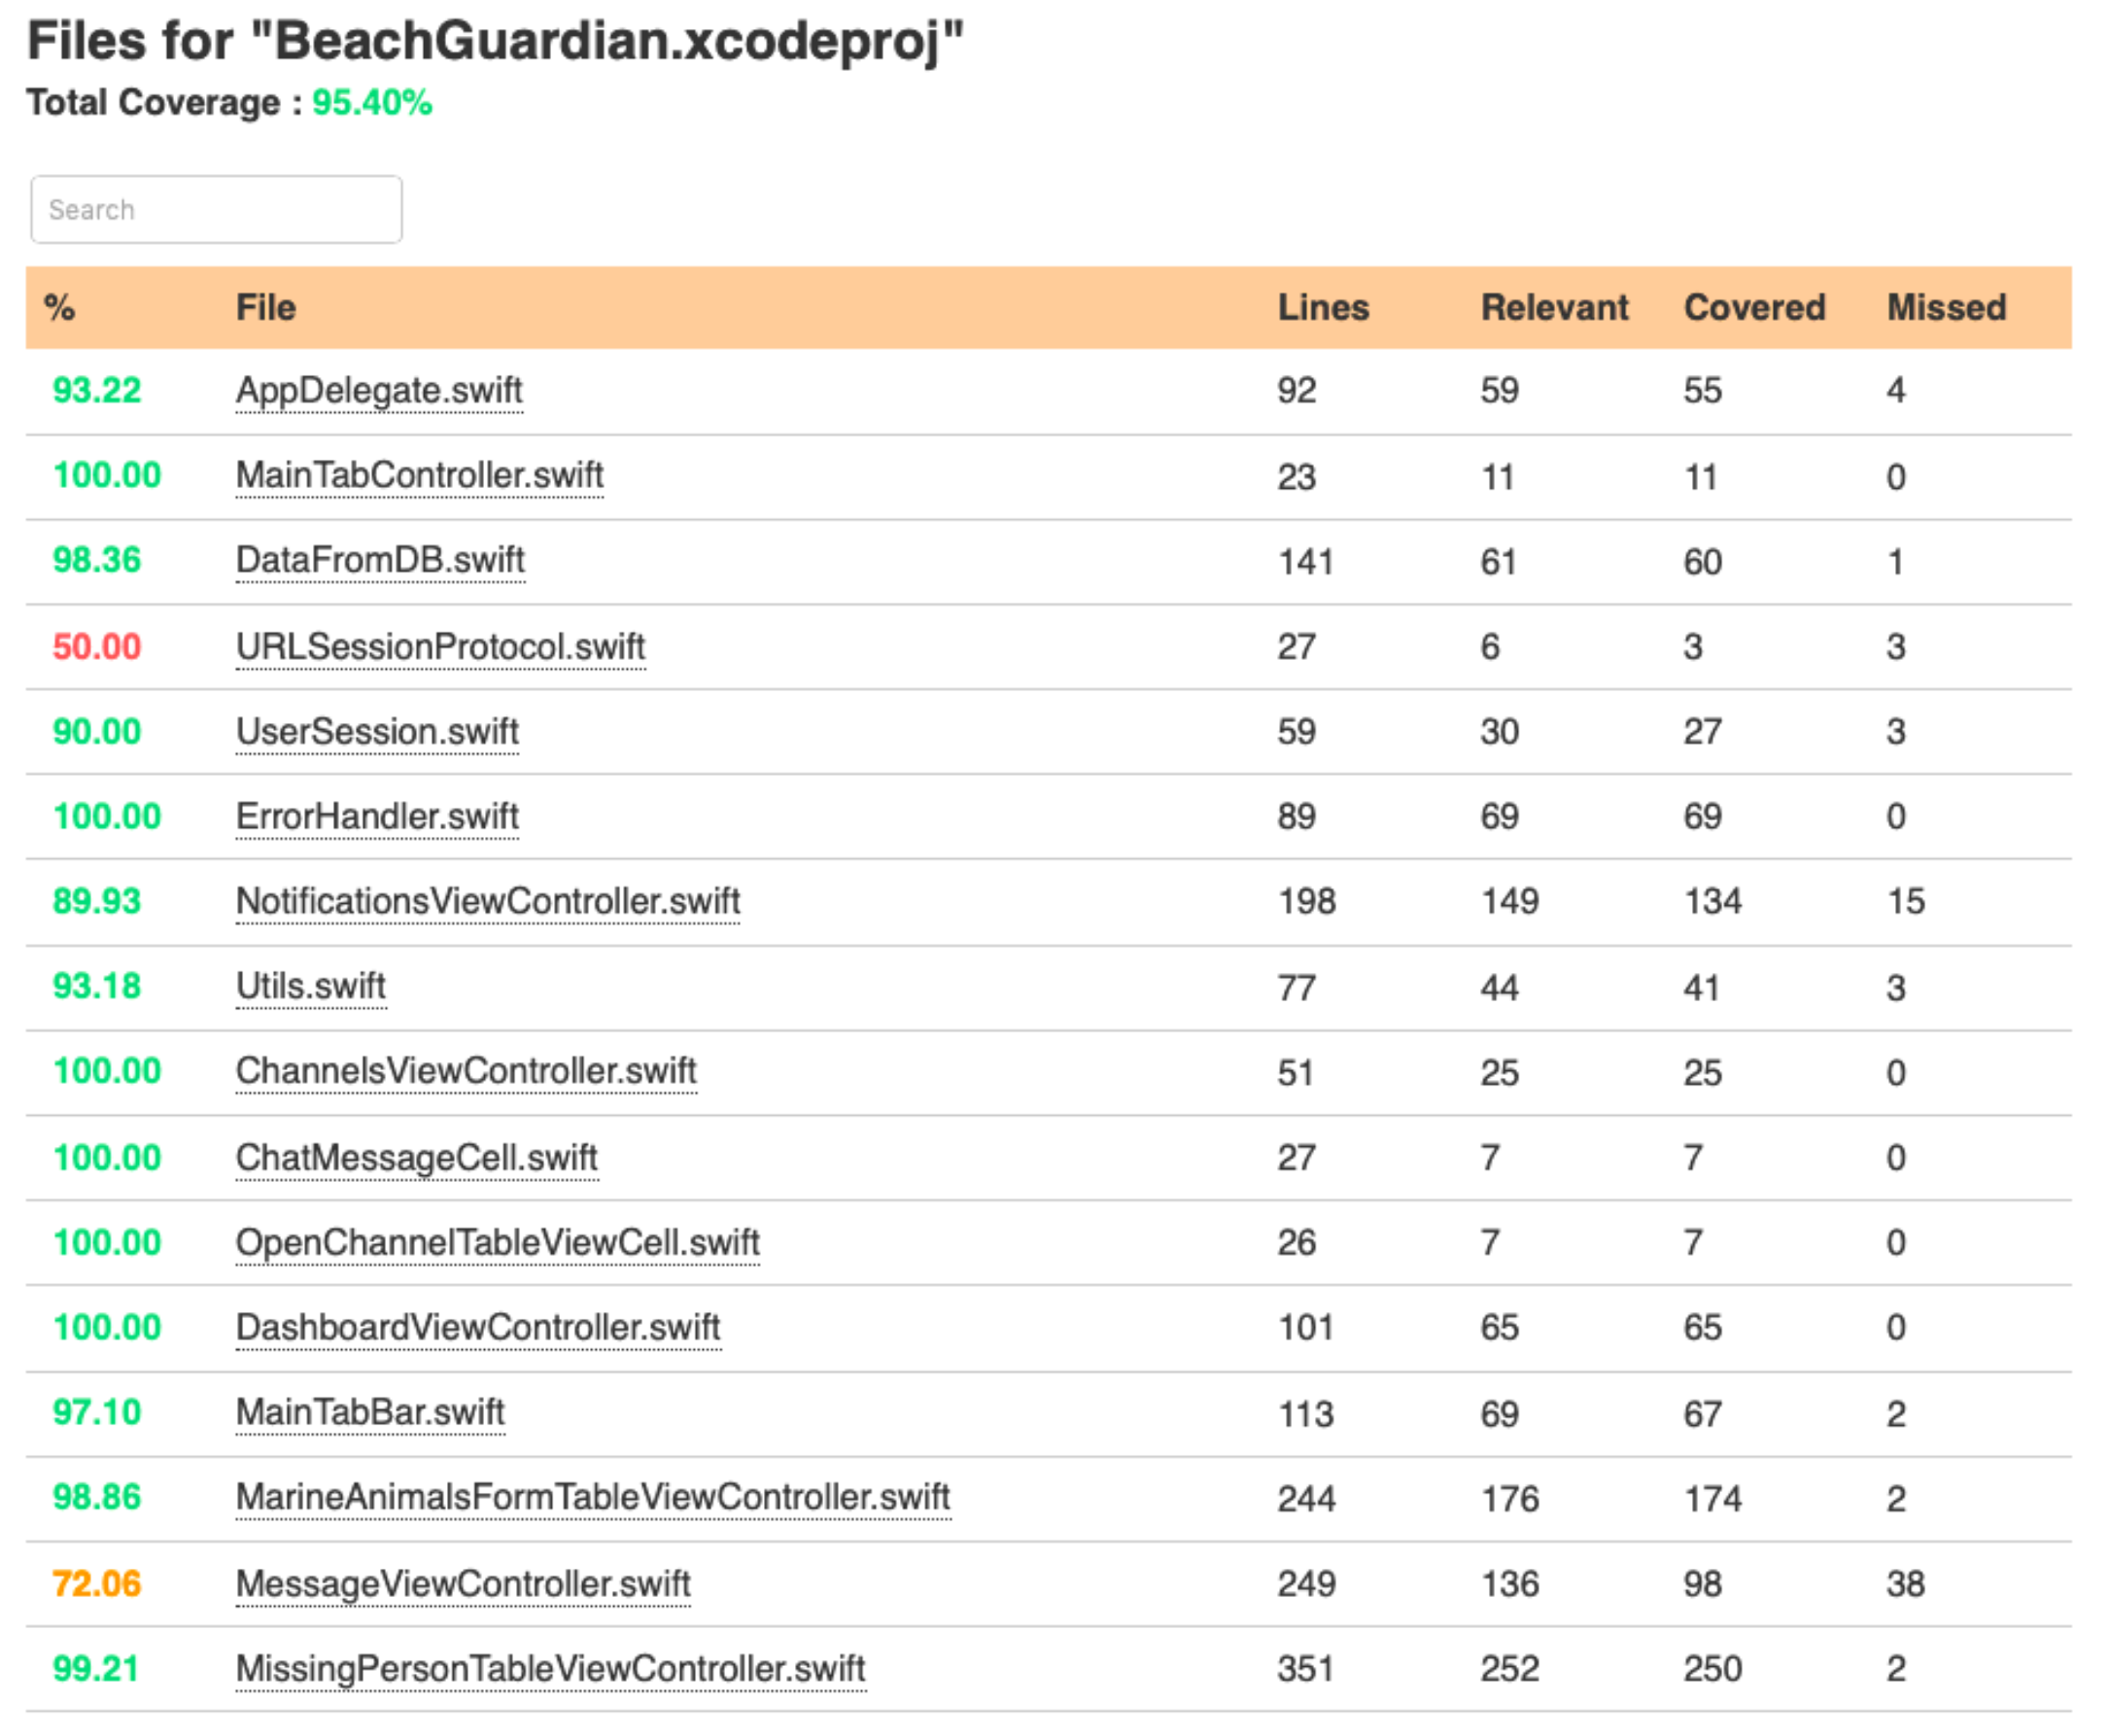 Files for "BeachGuardian.xcodeproj"
Total Coverage : 95.40%
Search
% File Lines Relevant Covered Missed
93.22 AppDelegate.swift 92 59 55 4
100.00 MainTabController.swift 23 11 11 0
98.36 DataFromDB.swift 141 61 60 1
50.00 URLSessionProtocol.swift 27 6 3 3
90.00 UserSession.swift 59 30 27 3
100.00 ErrorHandler.swift 89 69 69 0
89.93 NotificationsViewController.swift 198 149 134 15
93.18 Utils.swift 77 44 41 3
100.00 ChannelsViewController.swift 51 25 25 0
100.00 ChatMessageCell.swift 27 7 7 0
100.00 OpenChannelTableViewCell.swift 26 7 7 0
100.00 DashboardViewController.swift 101 65 65 0
97.10 MainTabBar.swift 113 69 67 2
98.86 MarineAnimalsFormTableViewController.swift 244 176 174 2
72.06 MessageViewController.swift 249 136 98 38
99.21 MissingPersonTableViewController.swift 351 252 250 2